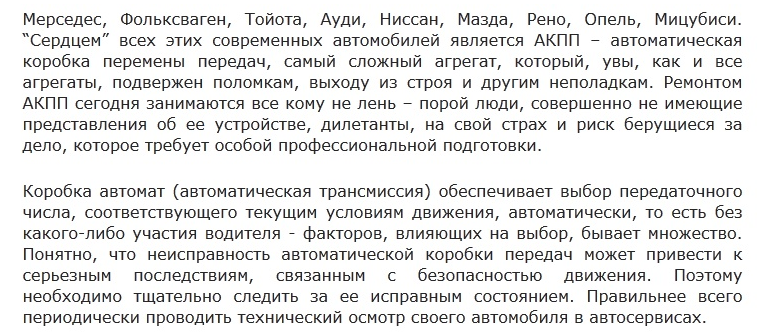 Мерседес, Фольксваген, Тойота, Ауди, Ниссан, Мазда, Рено, Опель, Мицубиси.
“Сердцем” всех этих современных автомобилей является АКПП – автоматическая
коробка перемены передач, самый сложный агрегат, который, увы, как и все
агрегаты, подвержен поломкам, выходу из строя и другим неполадкам. Ремонтом
АКПП сегодня занимаются все кому не лень – порой люди, совершенно не имеющие
представления об ее устройстве, дилетанты, на свой страх и риск берущиеся за
дело, которое требует особой профессиональной подготовки.
Коробка автомат (автоматическая трансмиссия) обеспечивает выбор передаточного
числа, соответствующего текущим условиям движения, автоматически, то есть без
какого-либо участия водителя - факторов, влияющих на выбор, бывает множество.
Понятно, что неисправность автоматической коробки передач может привести к
серьезным последствиям, связанным с безопасностью движения. Поэтому
необходимо тщательно следить за ее исправным состоянием. Правильнее всего
периодически проводить технический осмотр своего автомобиля в автосервисах.